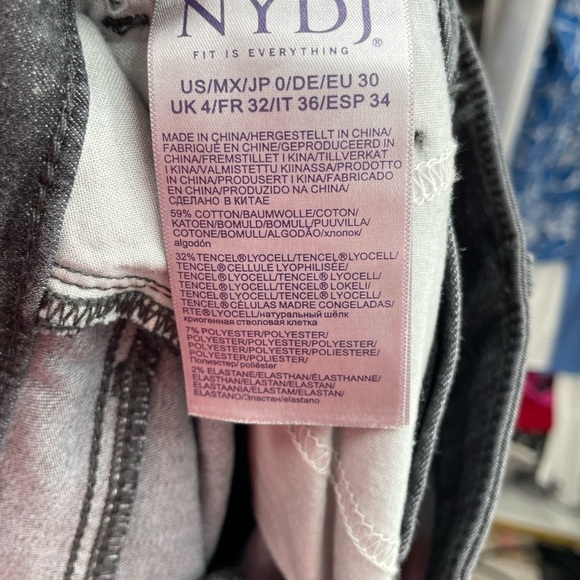 NYDJ
FIT IS EVERYTHING ®
US/MX/JP 0/DE/EU 30
UK 4/FR 32/IT 36/ESP 34
MADE IN CHINA/HERGESTELLT IN CHINA/
FABRIQUÉ EN CHINE/GEPRODUCEERD IN
CHINA/FREMSTILLET I KINA/TILLVERKAT
I KINA/VALMISTETTU KIINASSA/PRODOTTO
IN CHINA/PRODUSERT I KINA/FABRICADO
EN CHINA/PRODUZIDO NA CHINA/
СДЕЛАНО В КИТАЕ
59% COTTON/BAUMWOLLE/COTON/
KATOEN/BOMULD/BOMULL/PUUVILLA/
COTONE/BOMULL/ALGODÃO/хлопок/
algodón
32% TENCEL®LYOCELL/TENCEL®LYOCELL/
TENCEL®CELLULE LYOPHILISÉE/
TENCEL®LYOCELL/TENCEL®LYOCELL/
TENCEL®LYOCELL/TENCEL® LOKELI/
TENCEL®LYOCELL/TENCEL®LYOCELL/
TENCEL®CÉLULAS MADRE CONGELADAS/
RTE®LYOCELL/натуральный шёлк
криогенная стволовая клетка
7% POLYESTER/POLYESTER/
POLYESTER/POLYESTER/POLYESTER/
POLYESTER/POLYESTER/POLIESTERE/
POLYESTER/POLIESTER/
Полиэстер/ poliéster
2% ELASTANE/ELASTHAN/ÉLASTHANNE/
ELASTHAN/ELASTAN/ELASTAN/
ELASTAANIA/ELASTAM/ELASTAN/
ELASTANO/Эластан/elastano